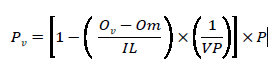 P_v = [1 − ( (O_v − Om) / IL ) × ( 1 / VP )] × P